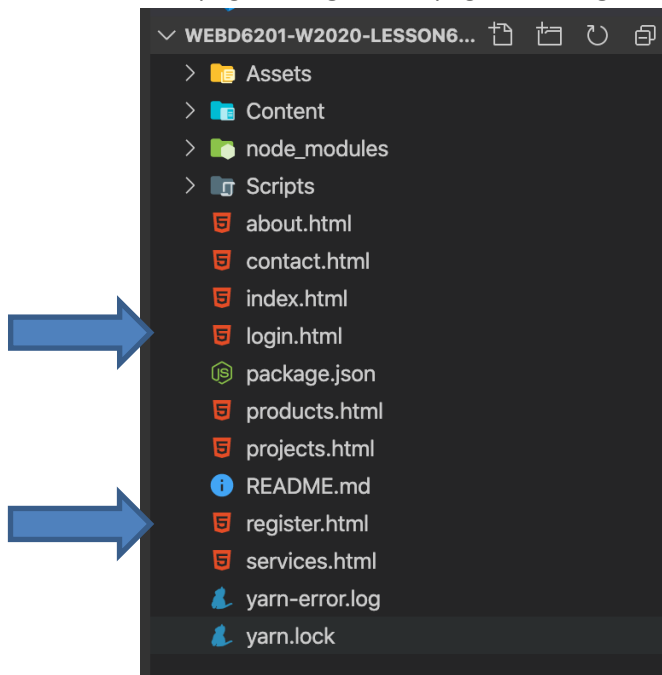 WEBD6201-W2020-LESSON6...
Assets
Content
node_modules
Scripts
about.html
contact.html
index.html
login.html
package.json
products.html
projects.html
README.md
register.html
services.html
yarn-error.log
yarn.lock